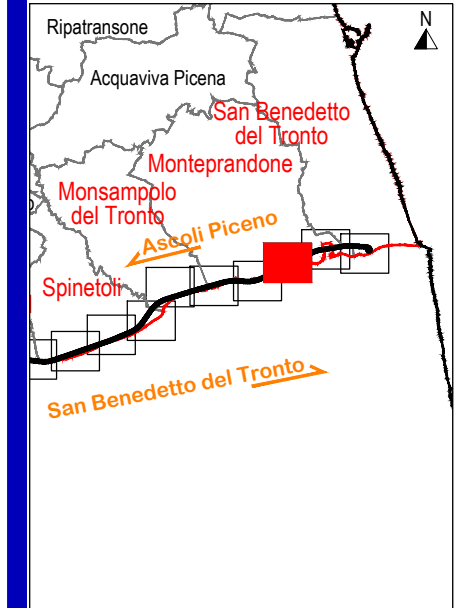 Ripatransone
N
Acquaviva Picena
San Benedetto
del Tronto
Monteprandone
Monsampolo
del Tronto
Ascoli Piceno
Spinetoli
San Benedetto del Tronto